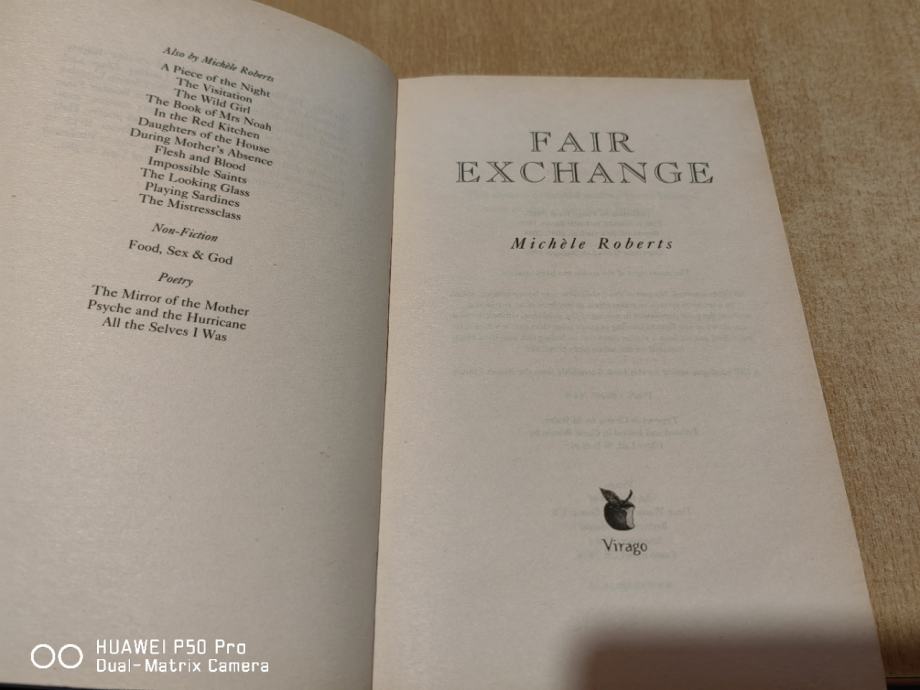 Also by Michèle Roberts
A Piece of the Night
The Visitation
The Wild Girl
The Book of Mrs Noah
In the Red Kitchen
Daughters of the House
During Mother's Absence
Flesh and Blood
Impossible Saints
The Looking Glass
Playing Sardines
The Mistressclass
Non-Fiction
Food, Sex & God
Poetry
The Mirror of the Mother
Psyche and the Hurricane
All the Selves I Was
FAIR
EXCHANGE
Michèle Roberts
Virago
HUAWEI P50 Pro
Dual-Matrix Camera